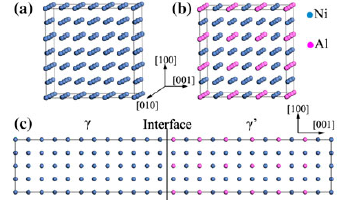 (a) (b) Ni
Al
[100] [001] [010]
[100] [001]
(c) γ Interface γ’